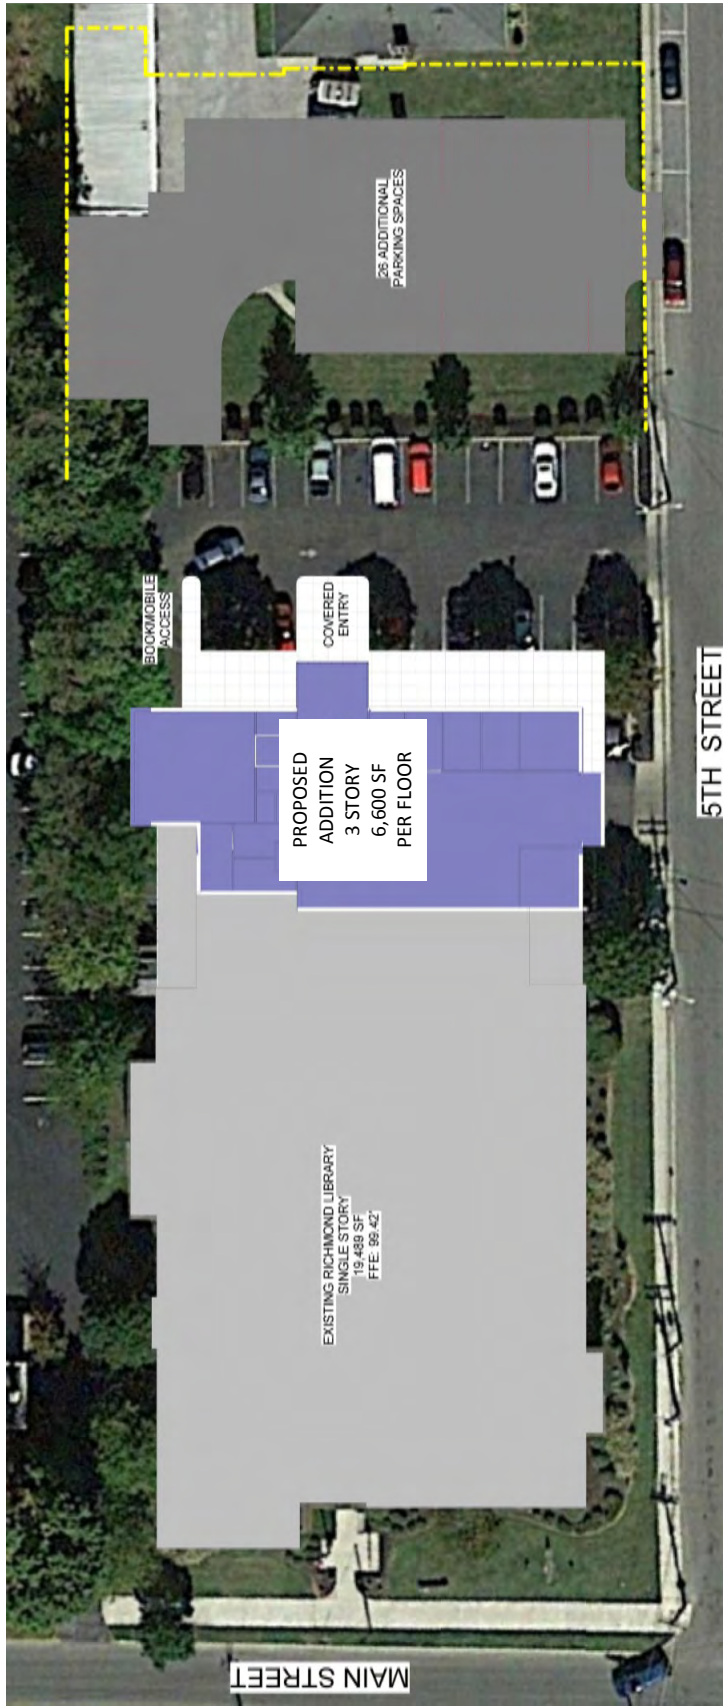 26 ADDITIONAL
PARKING SPACES
BOOKMOBILE
ACCESS
COVERED
ENTRY
PROPOSED
ADDITION
3 STORY
6,600 SF
PER FLOOR
5TH STREET
EXISTING RICHMOND LIBRARY
SINGLE STORY
19,489 SF
FFE: 99.42'
MAIN STREET